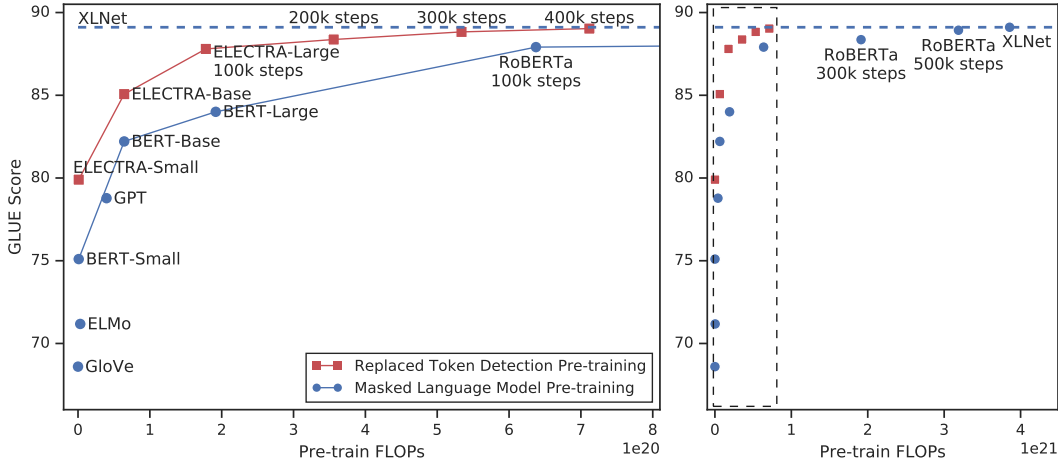 XLNet
200k steps
300k steps
400k steps
ELECTRA-Large
100k steps
RoBERTa
100k steps
ELECTRA-Base
BERT-Large
BERT-Base
ELECTRA-Small
GPT
BERT-Small
ELMo
GloVe
Replaced Token Detection Pre-training
Masked Language Model Pre-training
GLUE Score
90
85
80
75
70
0 1 2 3 4 5 6 7 8
1e20
Pre-train FLOPs
RoBERTa
300k steps
RoBERTa
500k steps
XLNet
90
85
80
75
70
0 1 2 3 4
1e21
Pre-train FLOPs